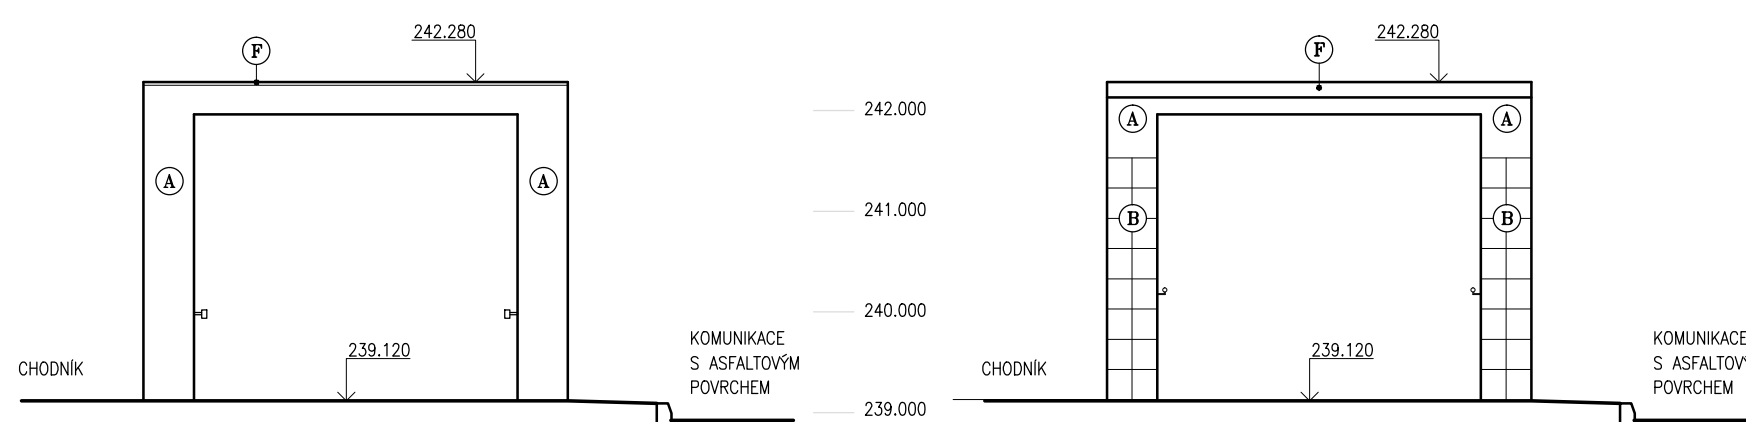 F
242.280
A
A
239.120
CHODNÍK
KOMUNIKACE
S ASFALTOVÝM
POVRCHEM
242.000
241.000
240.000
239.000
F
242.280
A
A
B
B
239.120
CHODNÍK
KOMUNIKACE
S ASFALTOVÝ
POVRCHEM